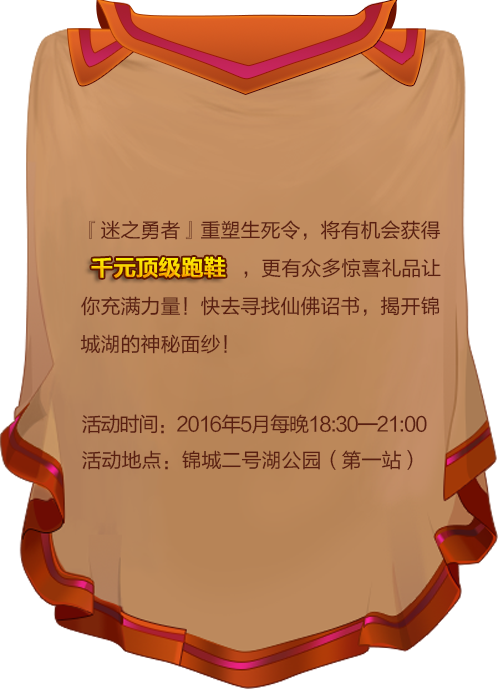 『迷之勇者』重塑生死令，将有机会获得
千元顶级跑鞋，更有众多惊喜礼品让
你充满力量！快去寻找仙佛诏书，揭开锦
城湖的神秘面纱！
活动时间：2016年5月每晚18:30—21:00
活动地点：锦城二号湖公园（第一站）